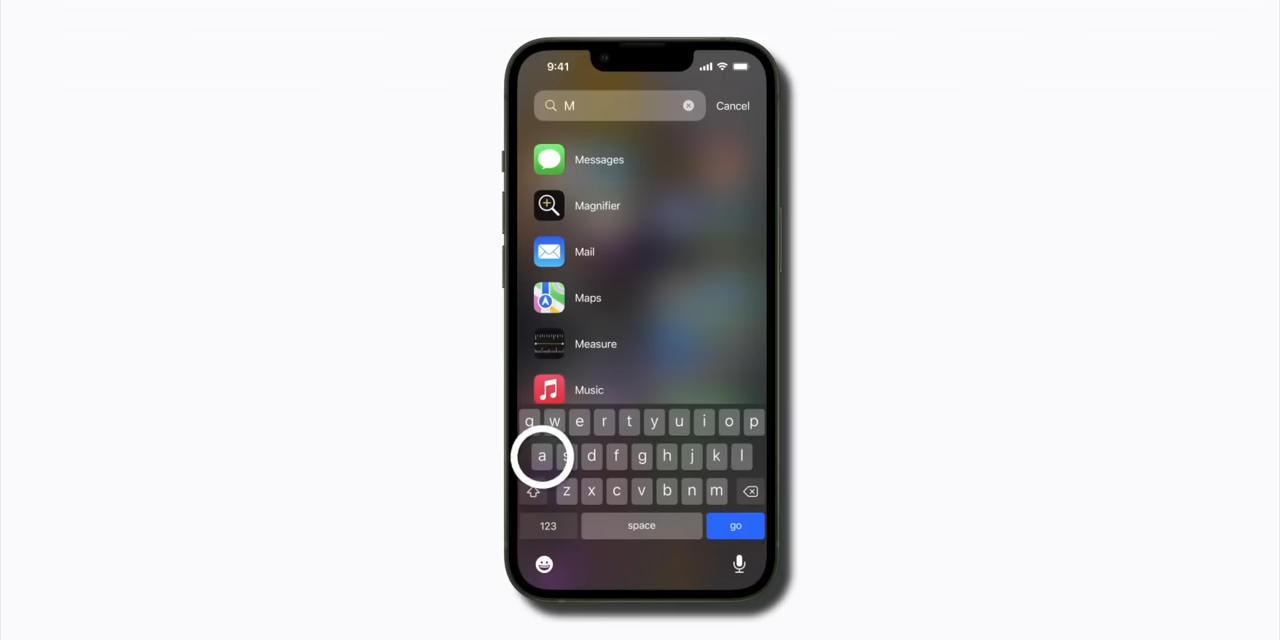 9:41
M Cancel
Messages
Magnifier
Mail
Maps
Measure
Music
q w e r t y u i o p
a s d f g h j k l
z x c v b n m
123 space go